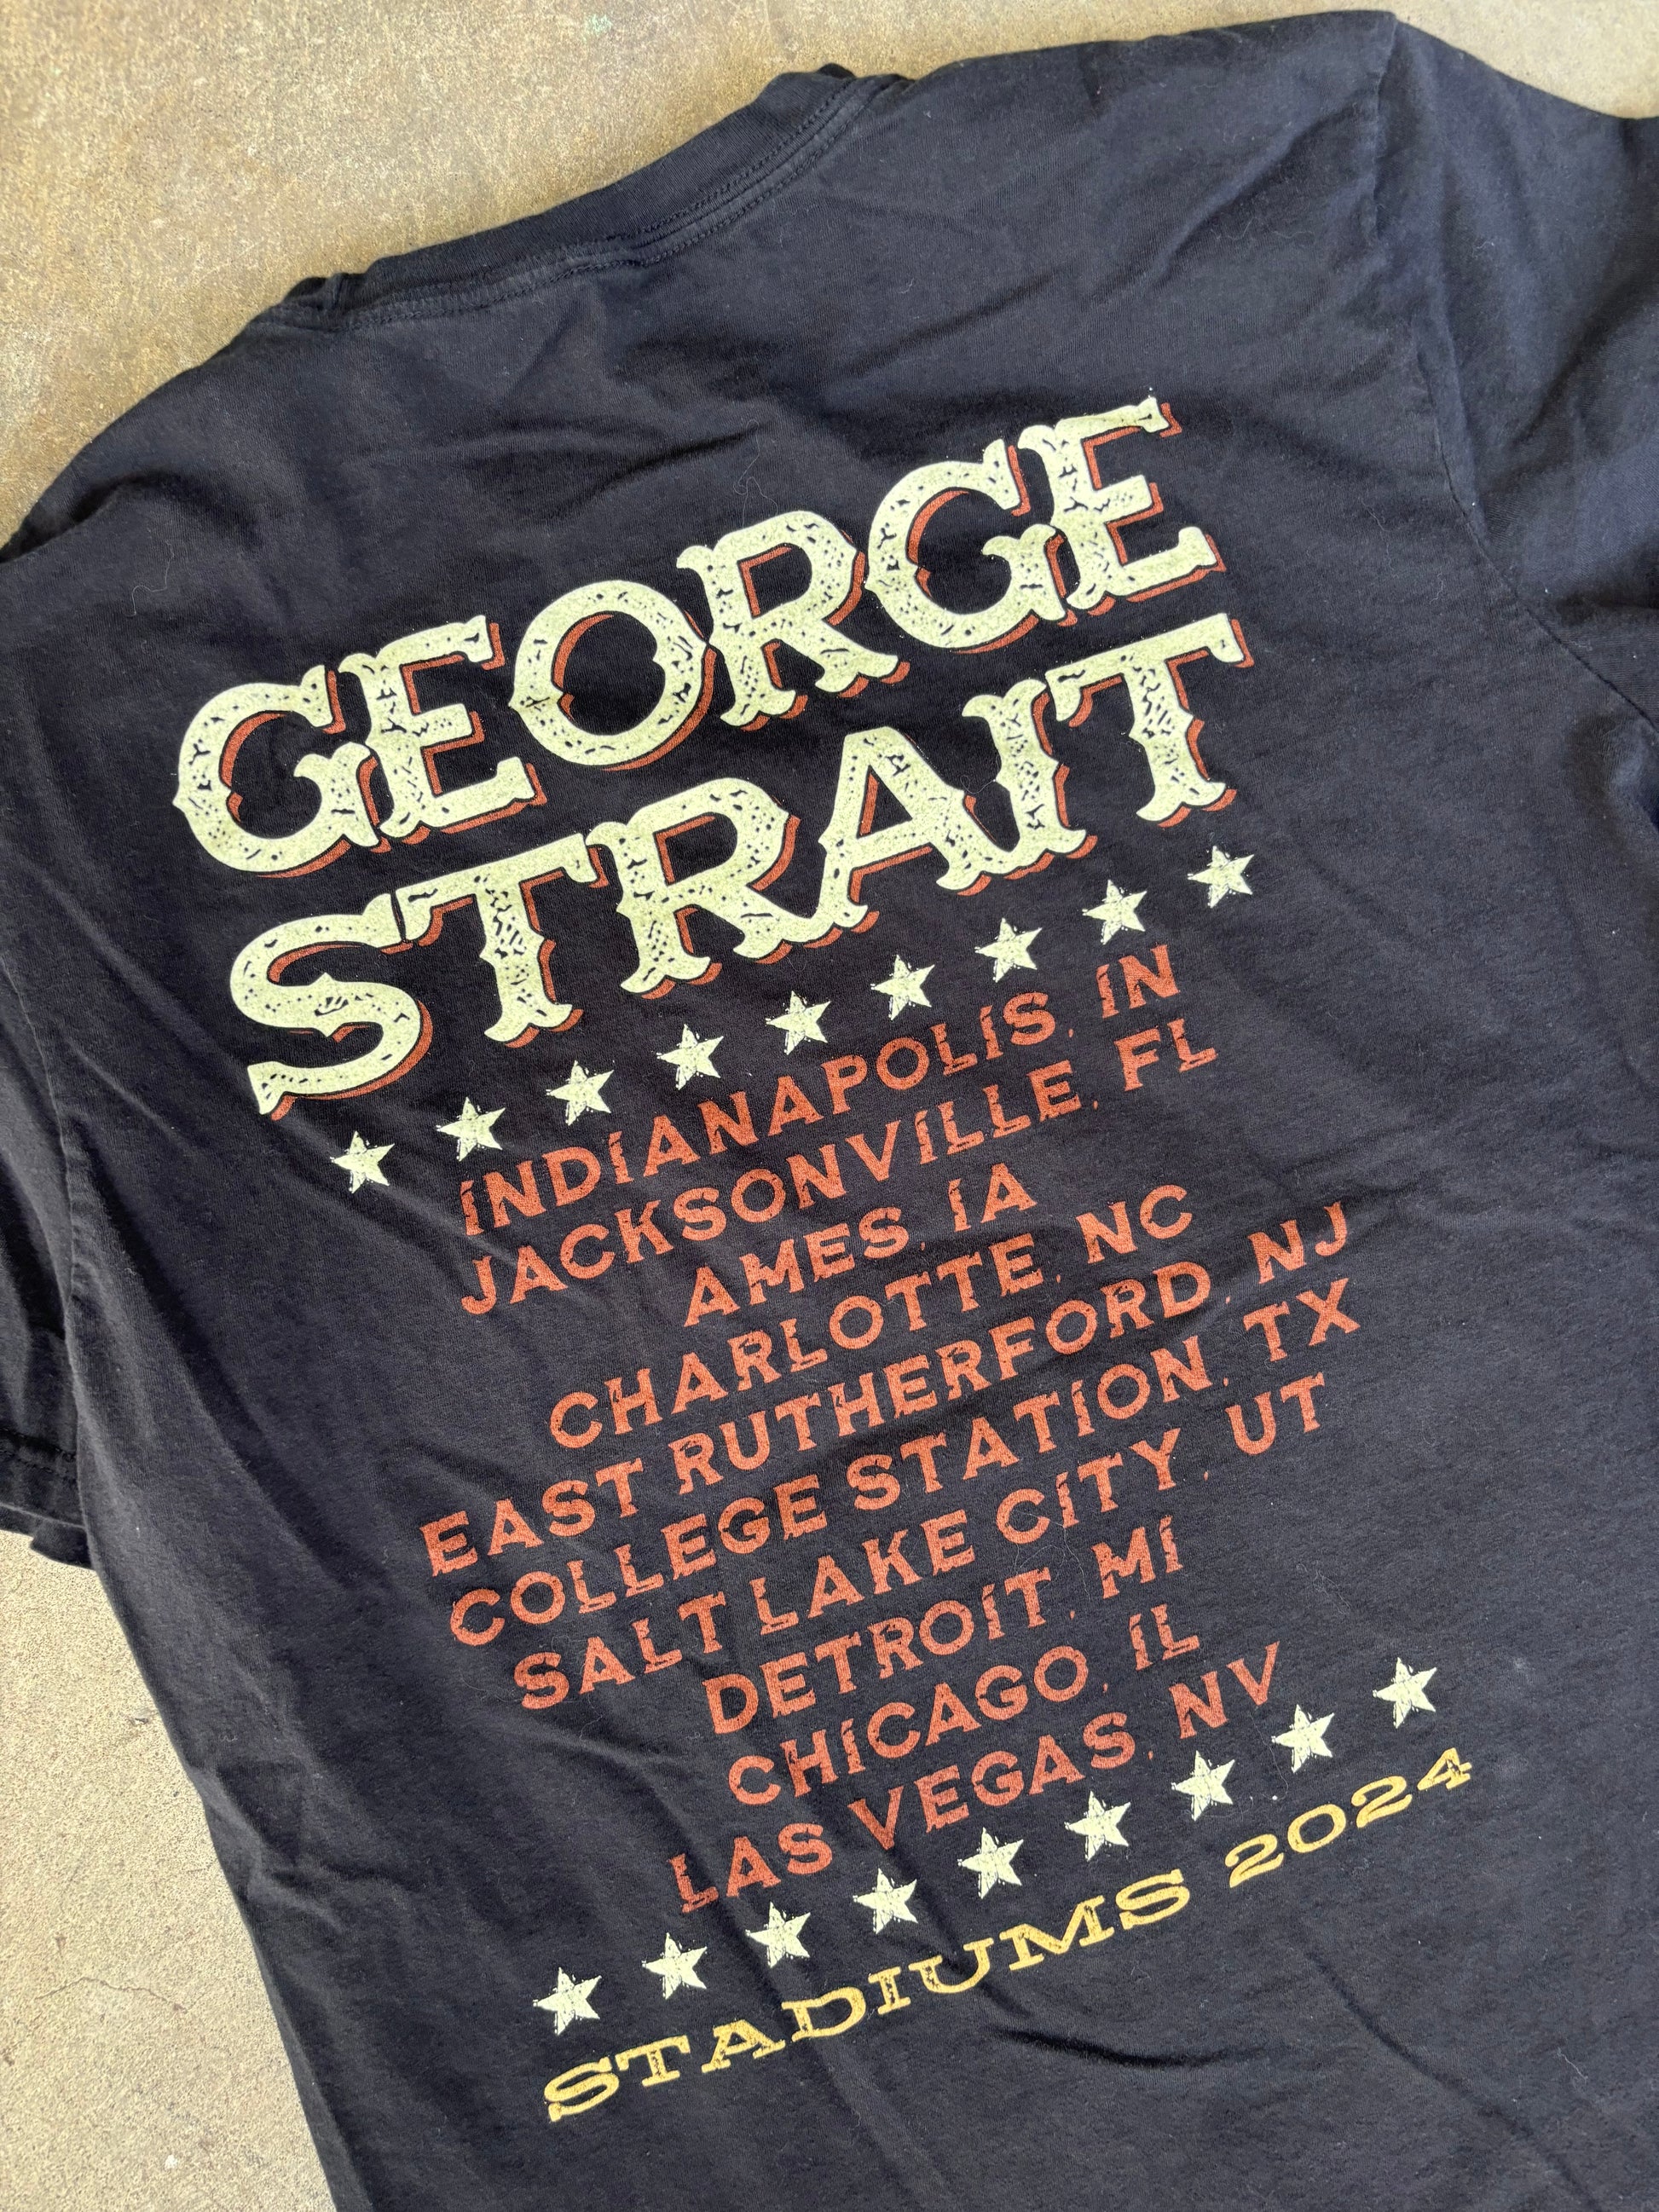 GEORGE
STRAIT
INDIANAPOLIS, IN
JACKSONVILLE, FL
AMES, IA
CHARLOTTE, NC
EAST RUTHERFORD, NJ
COLLEGE STATION, TX
SALT LAKE CITY, UT
DETROIT, MI
CHICAGO, IL
LAS VEGAS, NV
STADIUMS 2024